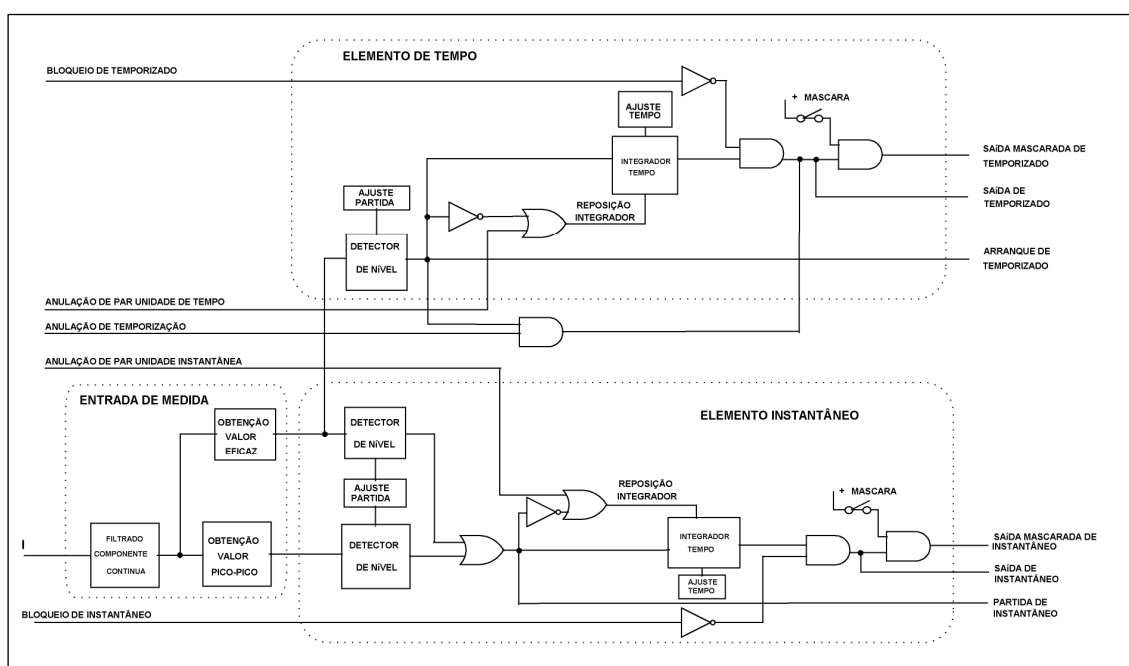 ELEMENTO DE TEMPO
BLOQUEIO DE TEMPORIZADO
+ MASCARA
AJUSTE
TEMPO
SAíDA MASCARADA DE
TEMPORIZADO
INTEGRADOR
TEMPO
SAíDA DE
TEMPORIZADO
AJUSTE
PARTIDA
REPOSIÇÃO
INTEGRADOR
DETECTOR
DE NíVEL
ARRANQUE DE
TEMPORIZADO
ANULAÇÃO DE PAR UNIDADE DE TEMPO
ANULAÇÃO DE TEMPORIZAÇÃO
ANULAÇÃO DE PAR UNIDADE INSTANTÂNEA
ENTRADA DE MEDIDA
ELEMENTO INSTANTÂNEO
OBTENÇÃO
VALOR
EFICAZ
DETECTOR
DE NíVEL
AJUSTE
PARTIDA
REPOSIÇÃO
INTEGRADOR
+ MASCARA
I
FILTRADO
COMPONENTE
CONTINUA
OBTENÇÃO
VALOR
PICO-PICO
DETECTOR
DE NíVEL
INTEGRADOR
TEMPO
AJUSTE
TEMPO
SAíDA MASCARADA DE
INSTANTÂNEO
SAíDA DE
INSTANTÂNEO
PARTIDA DE
INSTANTÂNEO
BLOQUEIO DE INSTANTÂNEO